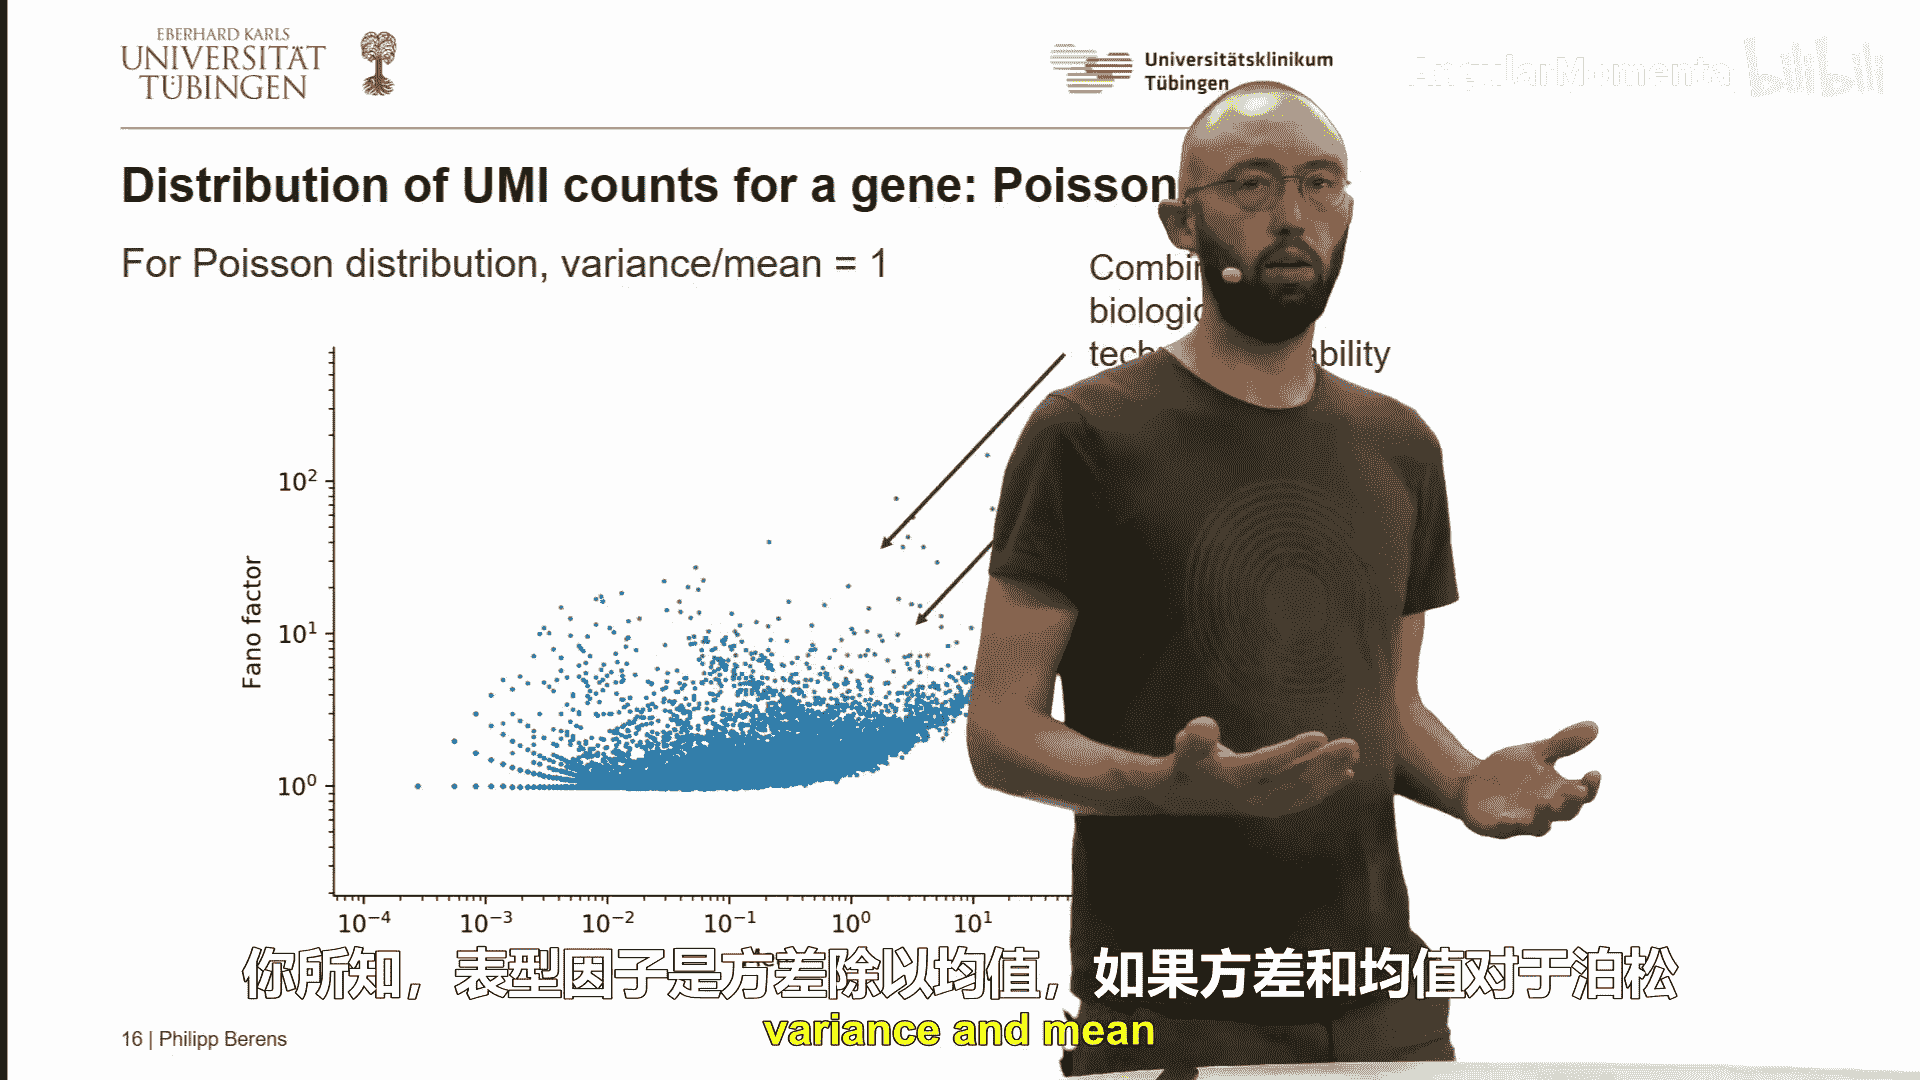 EBERHARD KARLS
UNIVERSITÄT
TÜBINGEN
Universitätsklinikum
Tübingen
AngularMomenta bilibili
Distribution of UMI counts for a gene: Poisson
For Poisson distribution, variance/mean = 1
Combin
biologic
tech ability
10²
10¹
10⁰
Fano factor
10⁻⁴ 10⁻³ 10⁻² 10⁻¹ 10⁰ 10¹
你所知，表型因子是方差除以均值，如果方差和均值对于泊松
variance and mean
16 | Philipp Berens